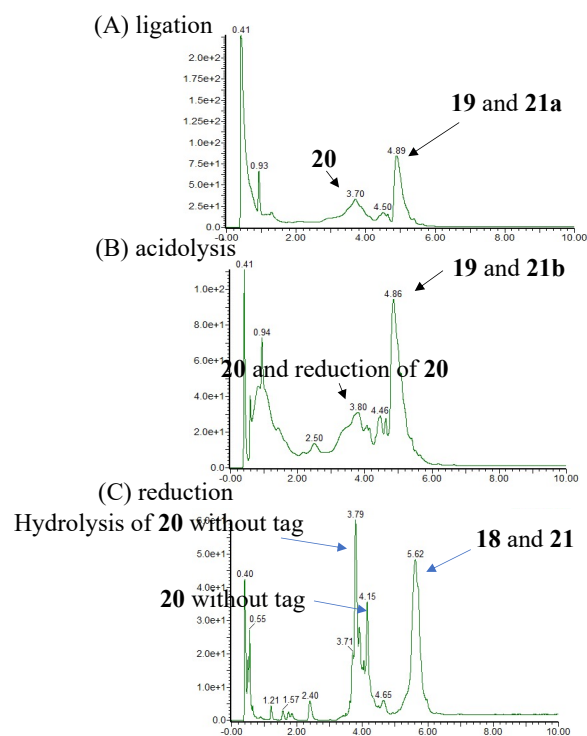 (A) ligation
0.41
2.0e+2
1.75e+2
1.5e+2
1.25e+2
1.0e+2
7.5e+1
5.0e+1
2.5e+1
0.0
0.93
20
3.70
4.50
4.89
19 and 21a
-0.00 2.00 4.00 6.00 8.00 10.00
(B) acidolysis
0.41
1.0e+2
8.0e+1
6.0e+1
4.0e+1
2.0e+1
0.0
0.94
20 and reduction of 20
2.50
3.80
4.46
4.86
19 and 21b
-0.00 2.00 4.00 6.00 8.00 10.00
(C) reduction
Hydrolysis of 20 without tag
3.79
18 and 21
5.62
5.0e+1
4.0e+1
3.0e+1
2.0e+1
1.0e+1
0.0
0.40
20 without tag
4.15
0.55
3.71
1.21
1.57
2.40
4.65
-0.00 2.00 4.00 6.00 8.00 10.00